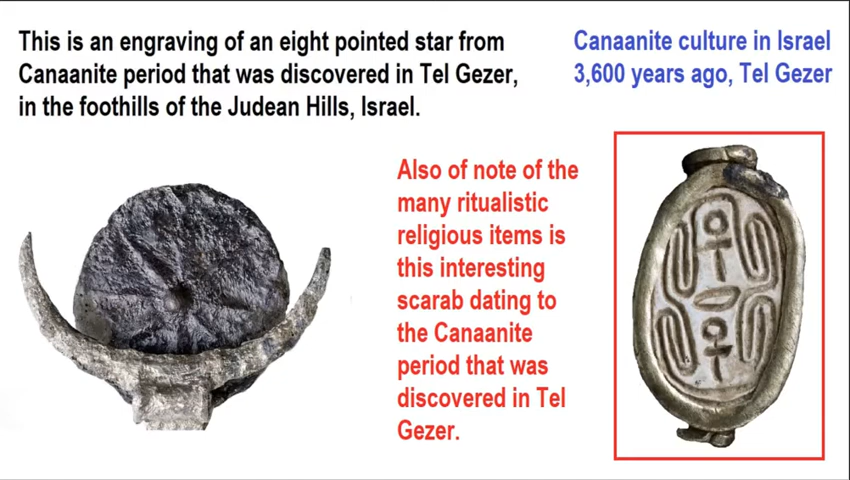 This is an engraving of an eight pointed star from
Canaanite period that was discovered in Tel Gezer,
in the foothills of the Judean Hills, Israel.
Canaanite culture in Israel
3,600 years ago, Tel Gezer
Also of note of the
many ritualistic
religious items is
this interesting
scarab dating to
the Canaanite
period that was
discovered in Tel
Gezer.